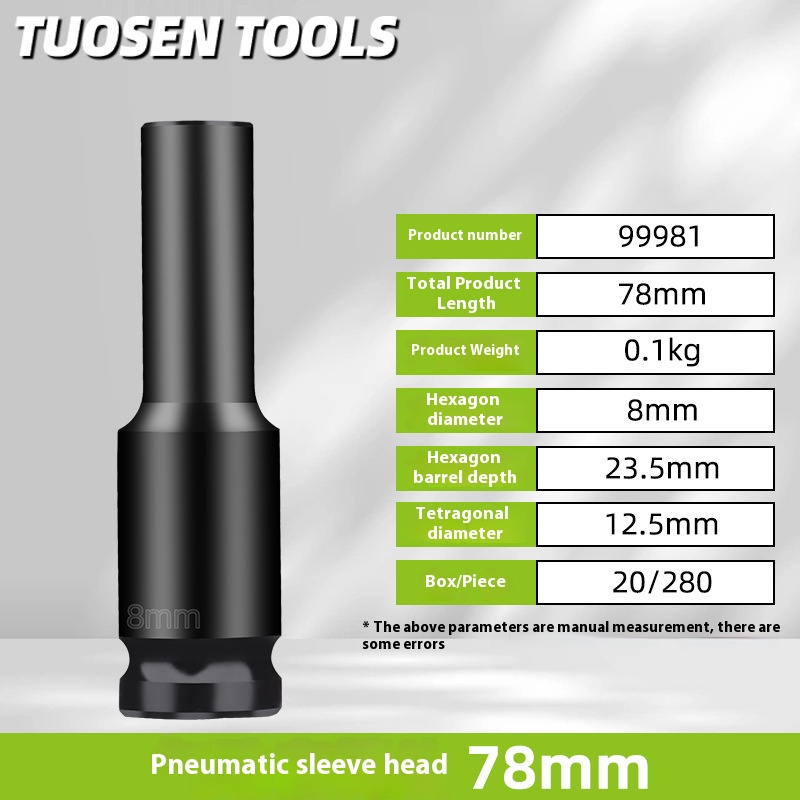 TUOSEN TOOLS
Product number
99981
Total Product
Length
78mm
Product Weight
0.1kg
Hexagon
diameter
8mm
Hexagon
barrel depth
23.5mm
Tetragonal
diameter
12.5mm
Box/Piece
20/280
8mm
* The above parameters are manual measurement, there are
some errors
Pneumatic sleeve head 78mm